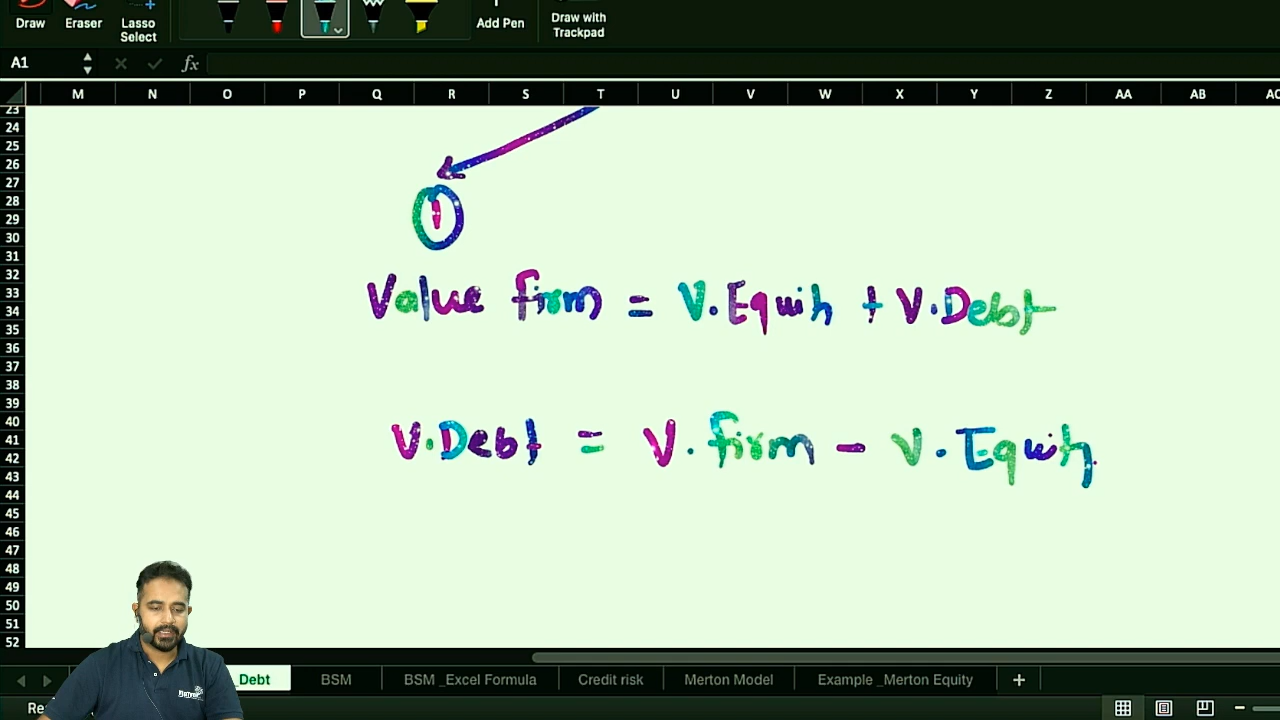 Draw
Eraser
Lasso
Select
Add Pen
Draw with
Trackpad
A1
fx
M N O P Q R S T U V W X Y Z AA AB AC
23
24
25
26
27
28
29
30
31
32
33
34
35
36
37
38
39
40
41
42
43
44
45
46
47
48
49
50
51
52
1
Value firm = V.Equity + V.Debt
V.Debt = V.firm - V.Equity
_Debt BSM BSM _Excel Formula Credit risk Merton Model Example _Merton Equity +